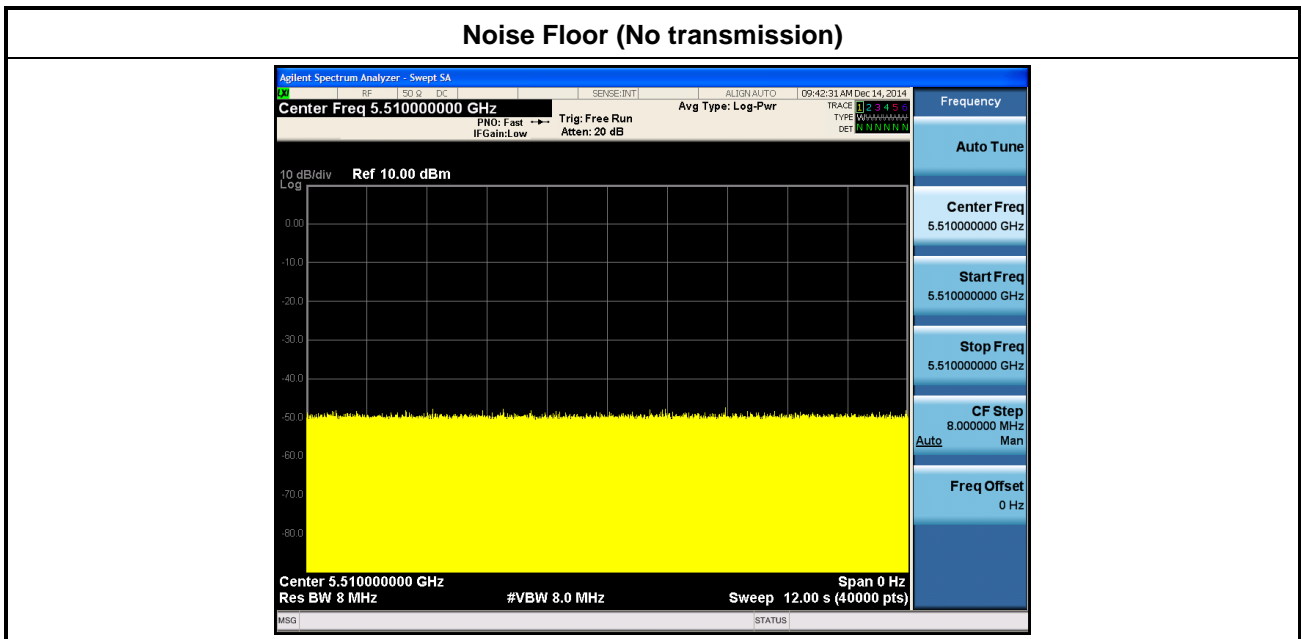 Noise Floor (No transmission)
Agilent Spectrum Analyzer - Swept SA
LXI RF 50 Ω DC SENSE:INT ALIGN AUTO 09:42:31 AM Dec 14, 2014
Center Freq 5.510000000 GHz
PNO: Fast
IFGain:Low
Trig: Free Run
Atten: 20 dB
Avg Type: Log-Pwr
TRACE 1 2 3 4 5 6
TYPE
DET N N N N N N
10 dB/div Ref 10.00 dBm
Log
0.00
-10.0
-20.0
-30.0
-40.0
-50.0
-60.0
-70.0
-80.0
Center 5.510000000 GHz Span 0 Hz
Res BW 8 MHz #VBW 8.0 MHz Sweep 12.00 s (40000 pts)
MSG STATUS
Frequency
Auto Tune
Center Freq
5.510000000 GHz
Start Freq
5.510000000 GHz
Stop Freq
5.510000000 GHz
CF Step
8.000000 MHz
Auto Man
Freq Offset
0 Hz